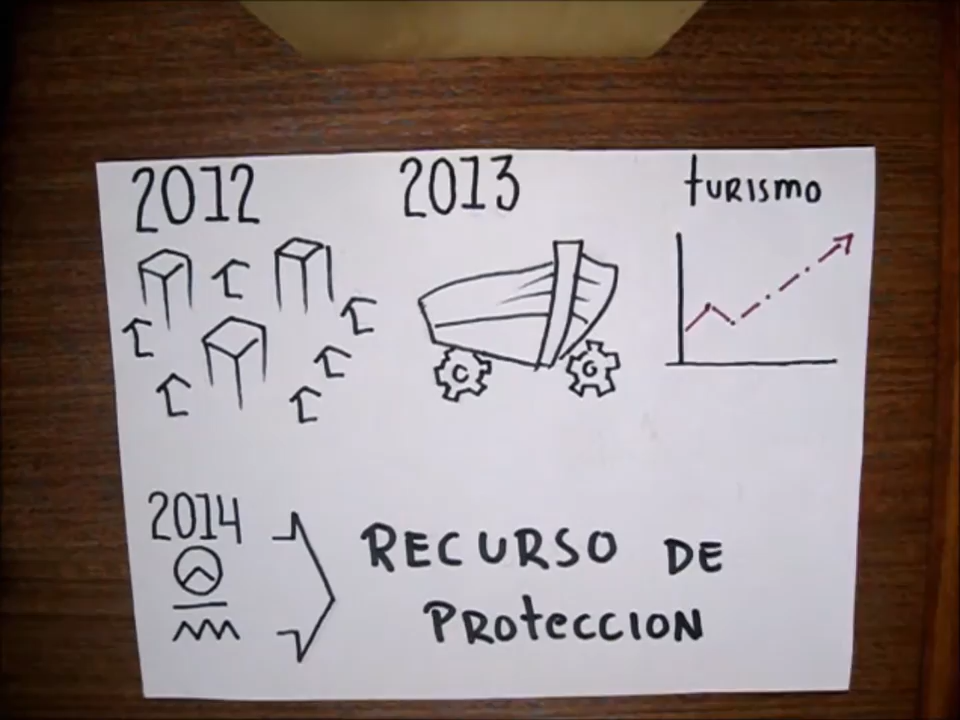 2012
2013
turismo
C
G
2014
RECURSO DE
PROteCCION